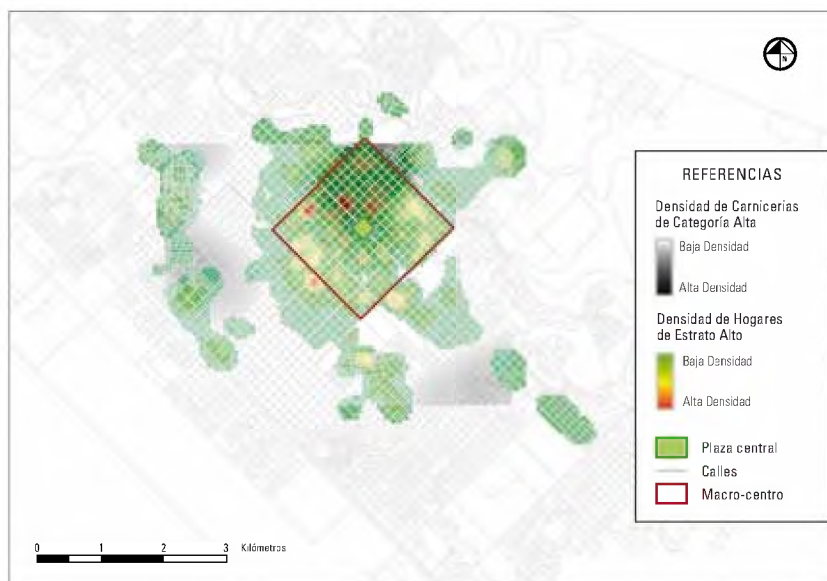 N
REFERENCIAS
Densidad de Carnicerías
de Categoría Alta
Baja Densidad
Alta Densidad
Densidad de Hogares
de Estrato Alto
Baja Densidad
Alta Densidad
Plaza central
Calles
Macro-centro
0 1 2 3 Kilómetros